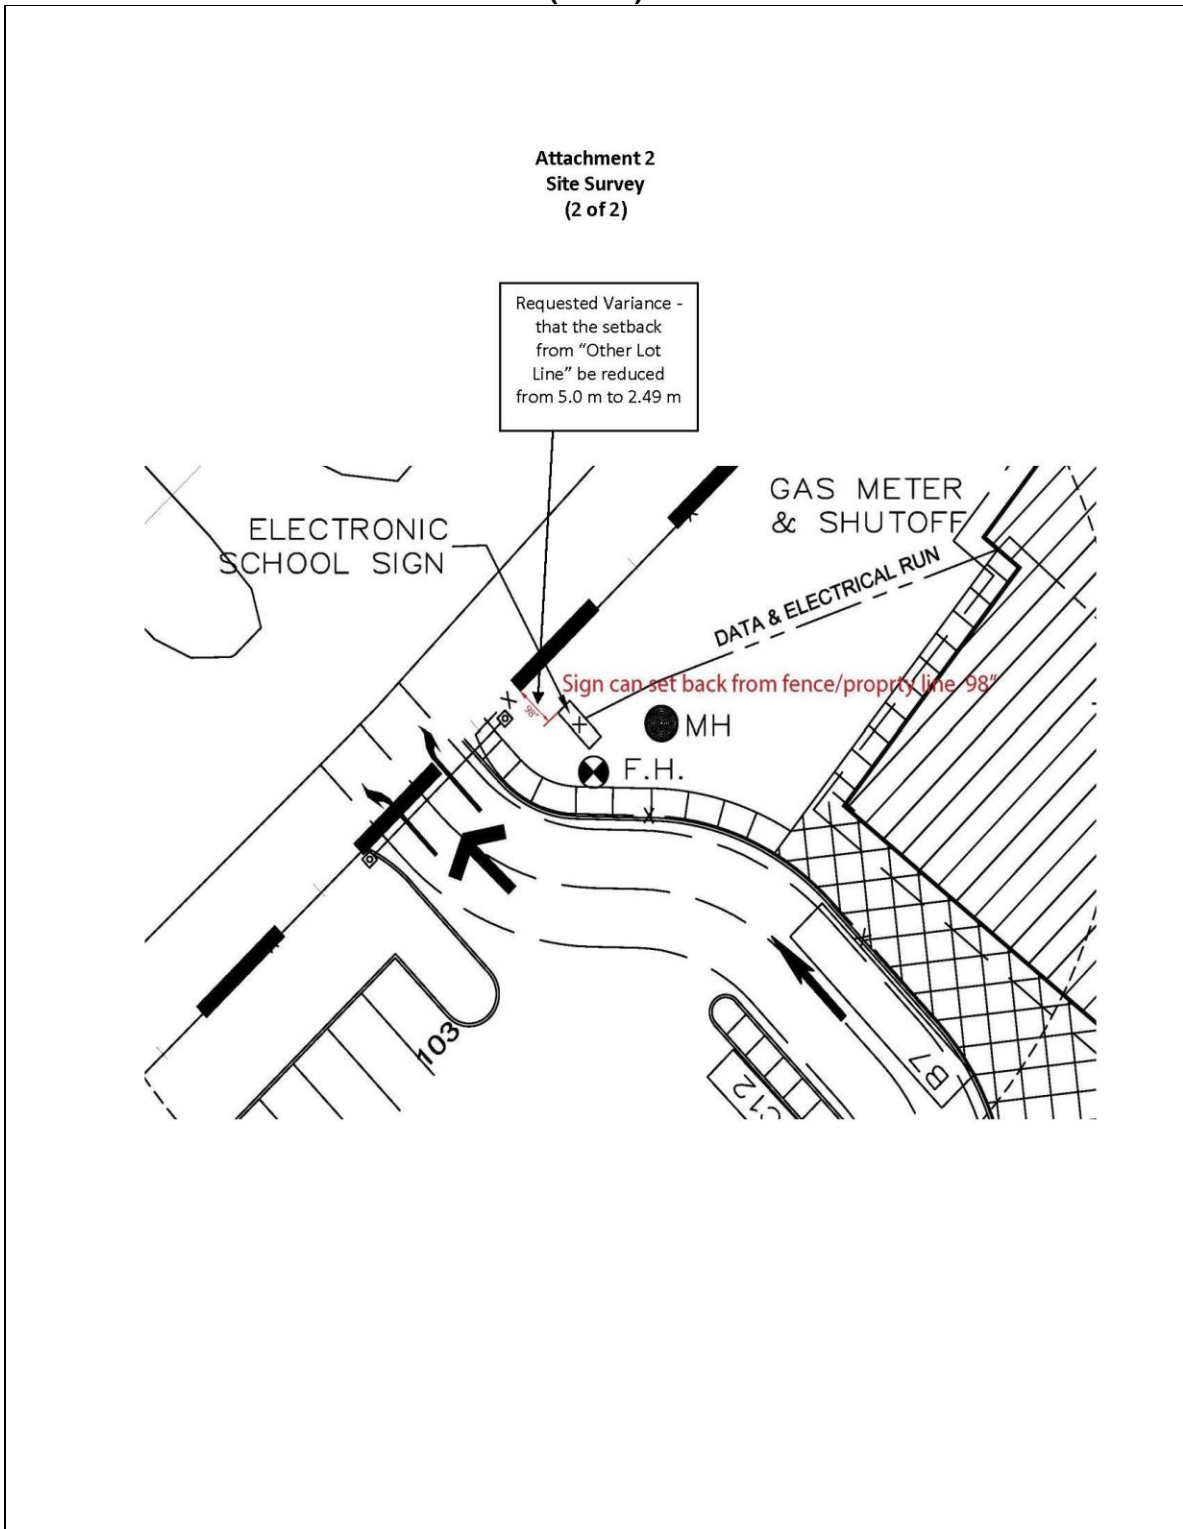 Attachment 2
Site Survey
(2 of 2)
Requested Variance -
that the setback
from “Other Lot
Line” be reduced
from 5.0 m to 2.49 m
GAS METER
& SHUTOFF
ELECTRONIC
SCHOOL SIGN
DATA & ELECTRICAL RUN
Sign can set back from fence/proprty line 98"
98"
MH
F.H.
103
B7
C12